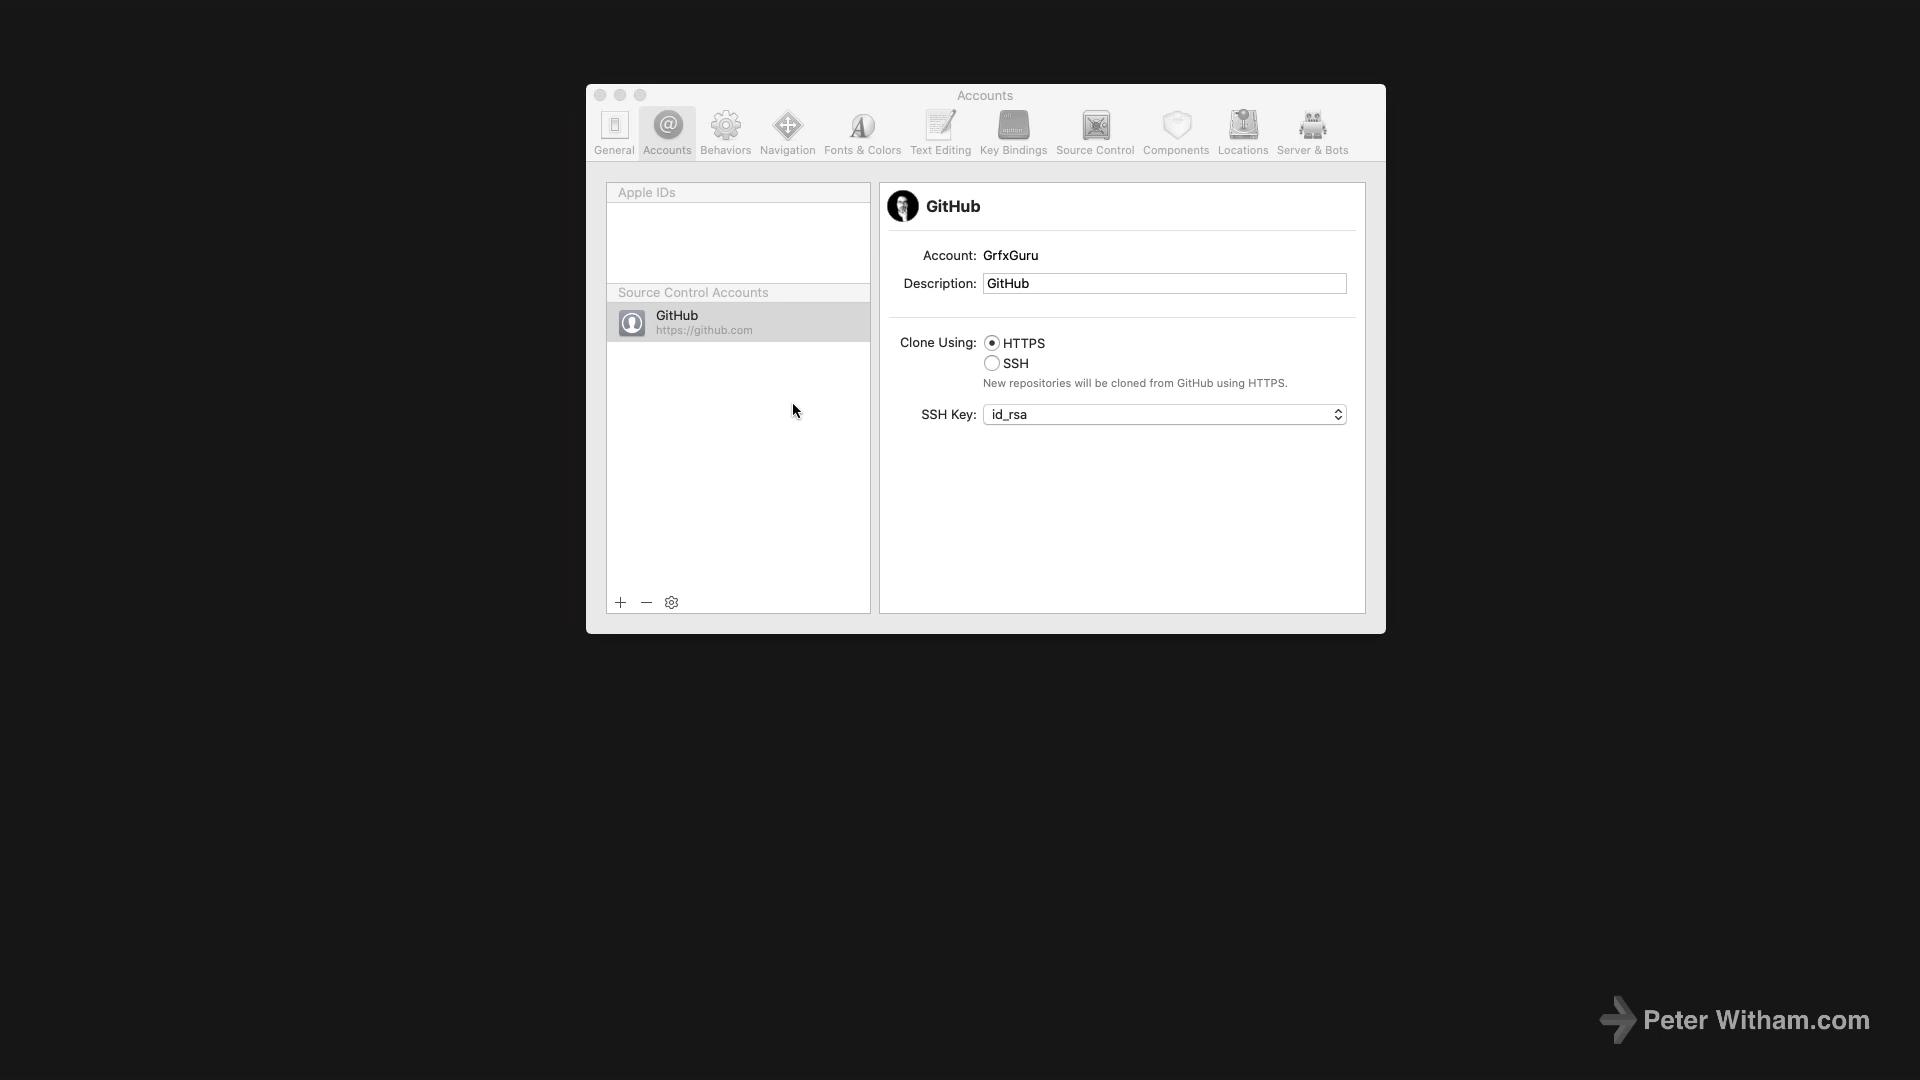 Accounts
General
Accounts
Behaviors
Navigation
Fonts & Colors
Text Editing
Key Bindings
Source Control
Components
Locations
Server & Bots
Apple IDs
Source Control Accounts
GitHub
https://github.com
GitHub
Account: GrfxGuru
Description: GitHub
Clone Using: HTTPS
SSH
New repositories will be cloned from GitHub using HTTPS.
SSH Key: id_rsa
Peter Witham.com